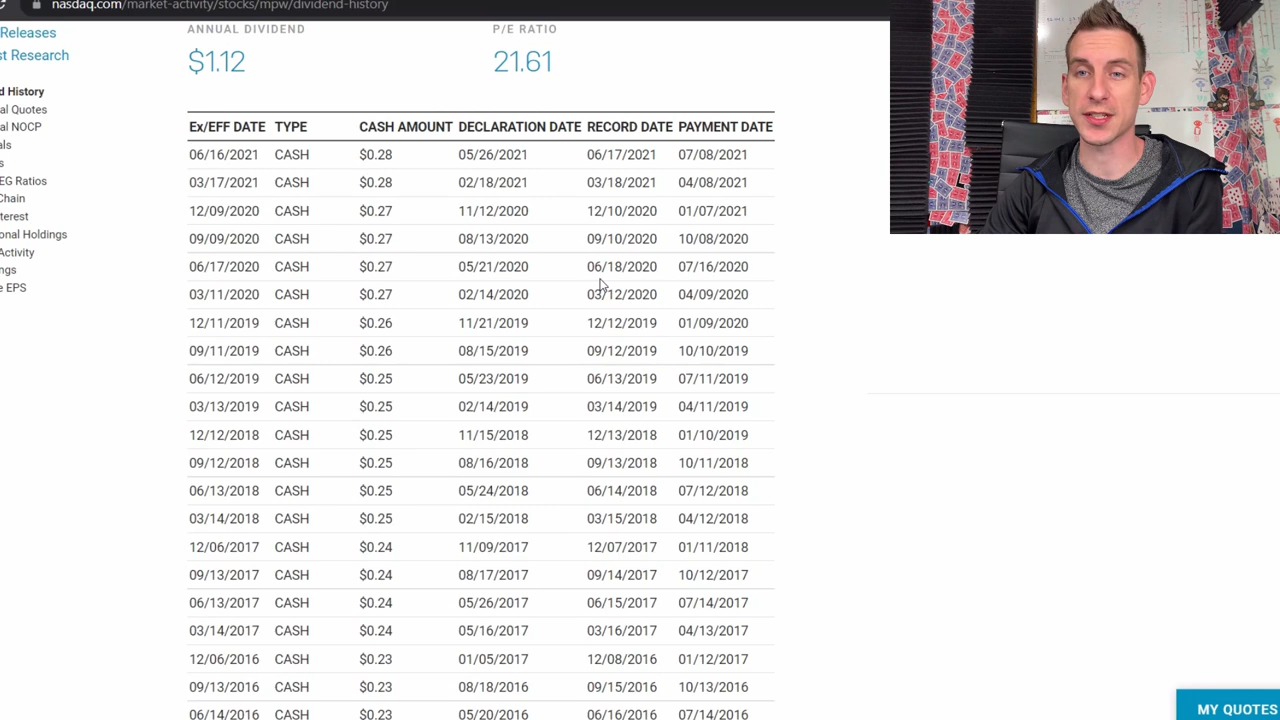 nasdaq.com/market-activity/stocks/mpw/dividend-history
Releases
st Research
d History
al Quotes
al NOCP
als
s
EG Ratios
Chain
terest
onal Holdings
Activity
ngs
e EPS
ANNUAL DIVIDEND P/E RATIO
$1.12 21.61
Ex/EFF DATE TYPE CASH AMOUNT DECLARATION DATE RECORD DATE PAYMENT DATE
06/16/2021 CASH $0.28 05/26/2021 06/17/2021 07/08/2021
03/17/2021 CASH $0.28 02/18/2021 03/18/2021 04/08/2021
12/09/2020 CASH $0.27 11/12/2020 12/10/2020 01/07/2021
09/09/2020 CASH $0.27 08/13/2020 09/10/2020 10/08/2020
06/17/2020 CASH $0.27 05/21/2020 06/18/2020 07/16/2020
03/11/2020 CASH $0.27 02/14/2020 03/12/2020 04/09/2020
12/11/2019 CASH $0.26 11/21/2019 12/12/2019 01/09/2020
09/11/2019 CASH $0.26 08/15/2019 09/12/2019 10/10/2019
06/12/2019 CASH $0.25 05/23/2019 06/13/2019 07/11/2019
03/13/2019 CASH $0.25 02/14/2019 03/14/2019 04/11/2019
12/12/2018 CASH $0.25 11/15/2018 12/13/2018 01/10/2019
09/12/2018 CASH $0.25 08/16/2018 09/13/2018 10/11/2018
06/13/2018 CASH $0.25 05/24/2018 06/14/2018 07/12/2018
03/14/2018 CASH $0.25 02/15/2018 03/15/2018 04/12/2018
12/06/2017 CASH $0.24 11/09/2017 12/07/2017 01/11/2018
09/13/2017 CASH $0.24 08/17/2017 09/14/2017 10/12/2017
06/13/2017 CASH $0.24 05/26/2017 06/15/2017 07/14/2017
03/14/2017 CASH $0.24 05/16/2017 03/16/2017 04/13/2017
12/06/2016 CASH $0.23 01/05/2017 12/08/2016 01/12/2017
09/13/2016 CASH $0.23 08/18/2016 09/15/2016 10/13/2016
06/14/2016 CASH $0.23 05/20/2016 06/16/2016 07/14/2016
MY QUOTES